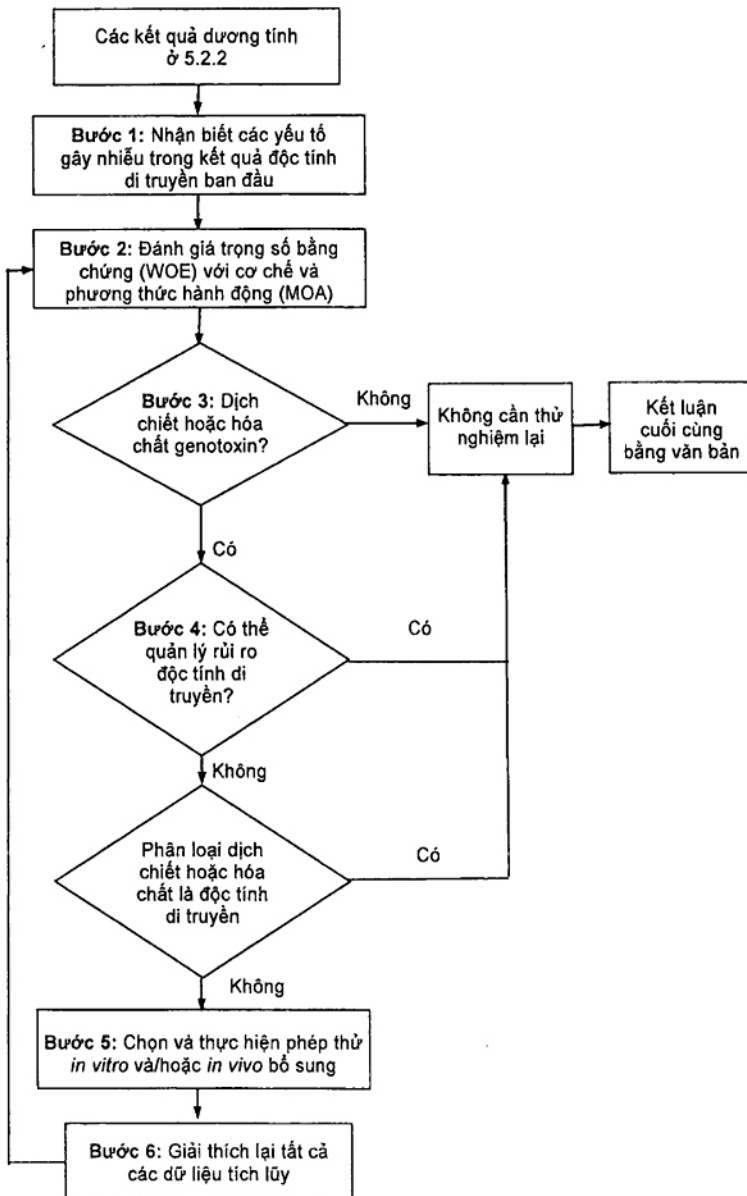 Các kết quả dương tính
ở 5.2.2
Bước 1: Nhận biết các yếu tố
gây nhiễu trong kết quả độc tính
di truyền ban đầu
Bước 2: Đánh giá trọng số bằng
chứng (WOE) với cơ chế và
phương thức hành động (MOA)
Bước 3: Dịch
chiết hoặc hóa
chất genotoxin?
Không
Không cần thử
nghiệm lại
Kết luận
cuối cùng
bằng văn bản
Có
Bước 4: Có thể
quản lý rủi ro
độc tính di
truyền?
Có
Không
Phân loại dịch
chiết hoặc hóa
chất là độc tính
di truyền
Có
Không
Bước 5: Chọn và thực hiện phép thử
in vitro và/hoặc in vivo bổ sung
Bước 6: Giải thích lại tất cả
các dữ liệu tích lũy